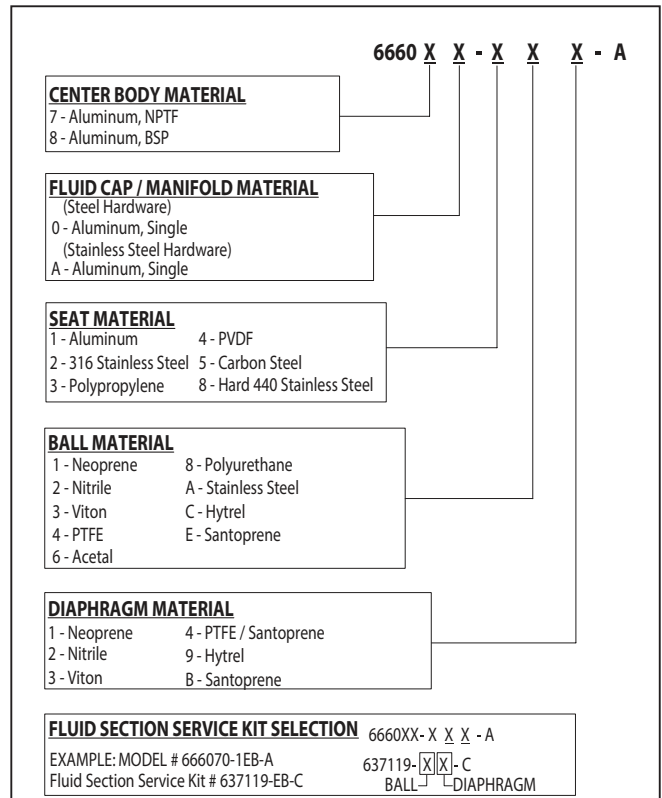 6660 X X - X X X - A
CENTER BODY MATERIAL
7 - Aluminum, NPTF
8 - Aluminum, BSP
FLUID CAP / MANIFOLD MATERIAL
(Steel Hardware)
0 - Aluminum, Single
(Stainless Steel Hardware)
A - Aluminum, Single
SEAT MATERIAL
1 - Aluminum 4 - PVDF
2 - 316 Stainless Steel 5 - Carbon Steel
3 - Polypropylene 8 - Hard 440 Stainless Steel
BALL MATERIAL
1 - Neoprene 8 - Polyurethane
2 - Nitrile A - Stainless Steel
3 - Viton C - Hytrel
4 - PTFE E - Santoprene
6 - Acetal
DIAPHRAGM MATERIAL
1 - Neoprene 4 - PTFE / Santoprene
2 - Nitrile 9 - Hytrel
3 - Viton B - Santoprene
FLUID SECTION SERVICE KIT SELECTION 6660XX- X X X - A
EXAMPLE: MODEL # 666070-1EB-A 637119- X X - C
Fluid Section Service Kit # 637119-EB-C BALL DIAPHRAGM